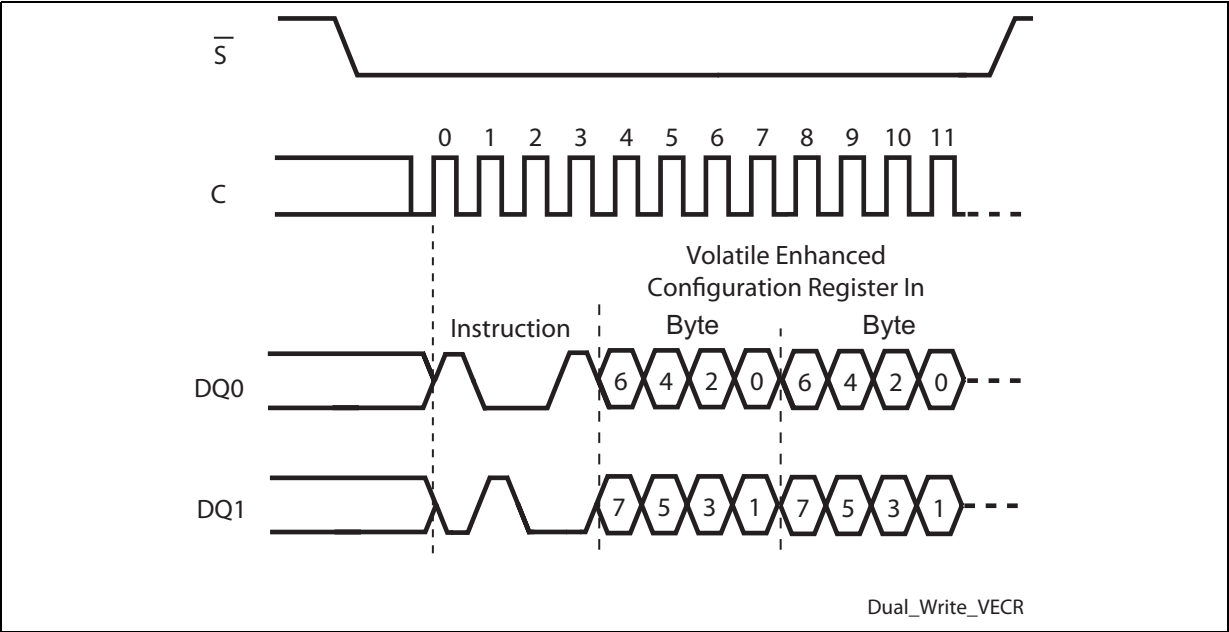 S
0 1 2 3 4 5 6 7 8 9 10 11
C
Volatile Enhanced
Configuration Register In
Instruction Byte Byte
DQ0 6 4 2 0 6 4 2 0
DQ1 7 5 3 1 7 5 3 1
Dual_Write_VECR